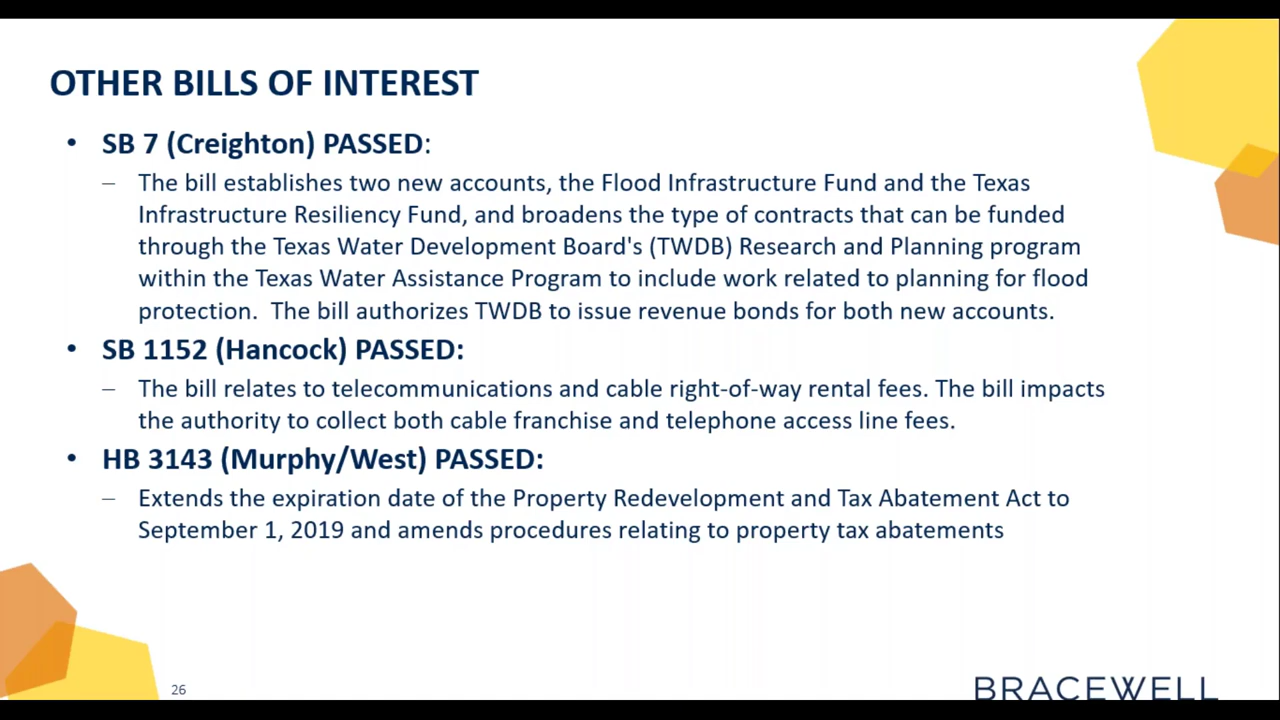 OTHER BILLS OF INTEREST
• SB 7 (Creighton) PASSED:
– The bill establishes two new accounts, the Flood Infrastructure Fund and the Texas
Infrastructure Resiliency Fund, and broadens the type of contracts that can be funded
through the Texas Water Development Board's (TWDB) Research and Planning program
within the Texas Water Assistance Program to include work related to planning for flood
protection.  The bill authorizes TWDB to issue revenue bonds for both new accounts.
• SB 1152 (Hancock) PASSED:
– The bill relates to telecommunications and cable right-of-way rental fees. The bill impacts
the authority to collect both cable franchise and telephone access line fees.
• HB 3143 (Murphy/West) PASSED:
– Extends the expiration date of the Property Redevelopment and Tax Abatement Act to
September 1, 2019 and amends procedures relating to property tax abatements
26
BRACEWELL